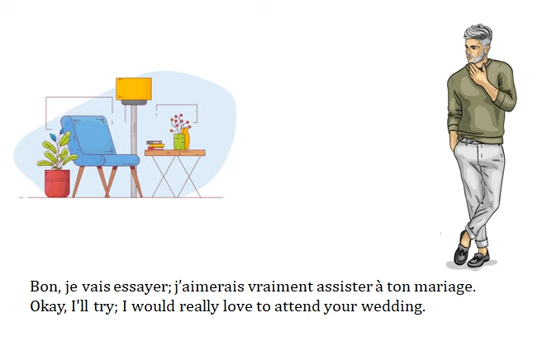 Bon, je vais essayer; j’aimerais vraiment assister à ton mariage.
Okay, I'll try; I would really love to attend your wedding.